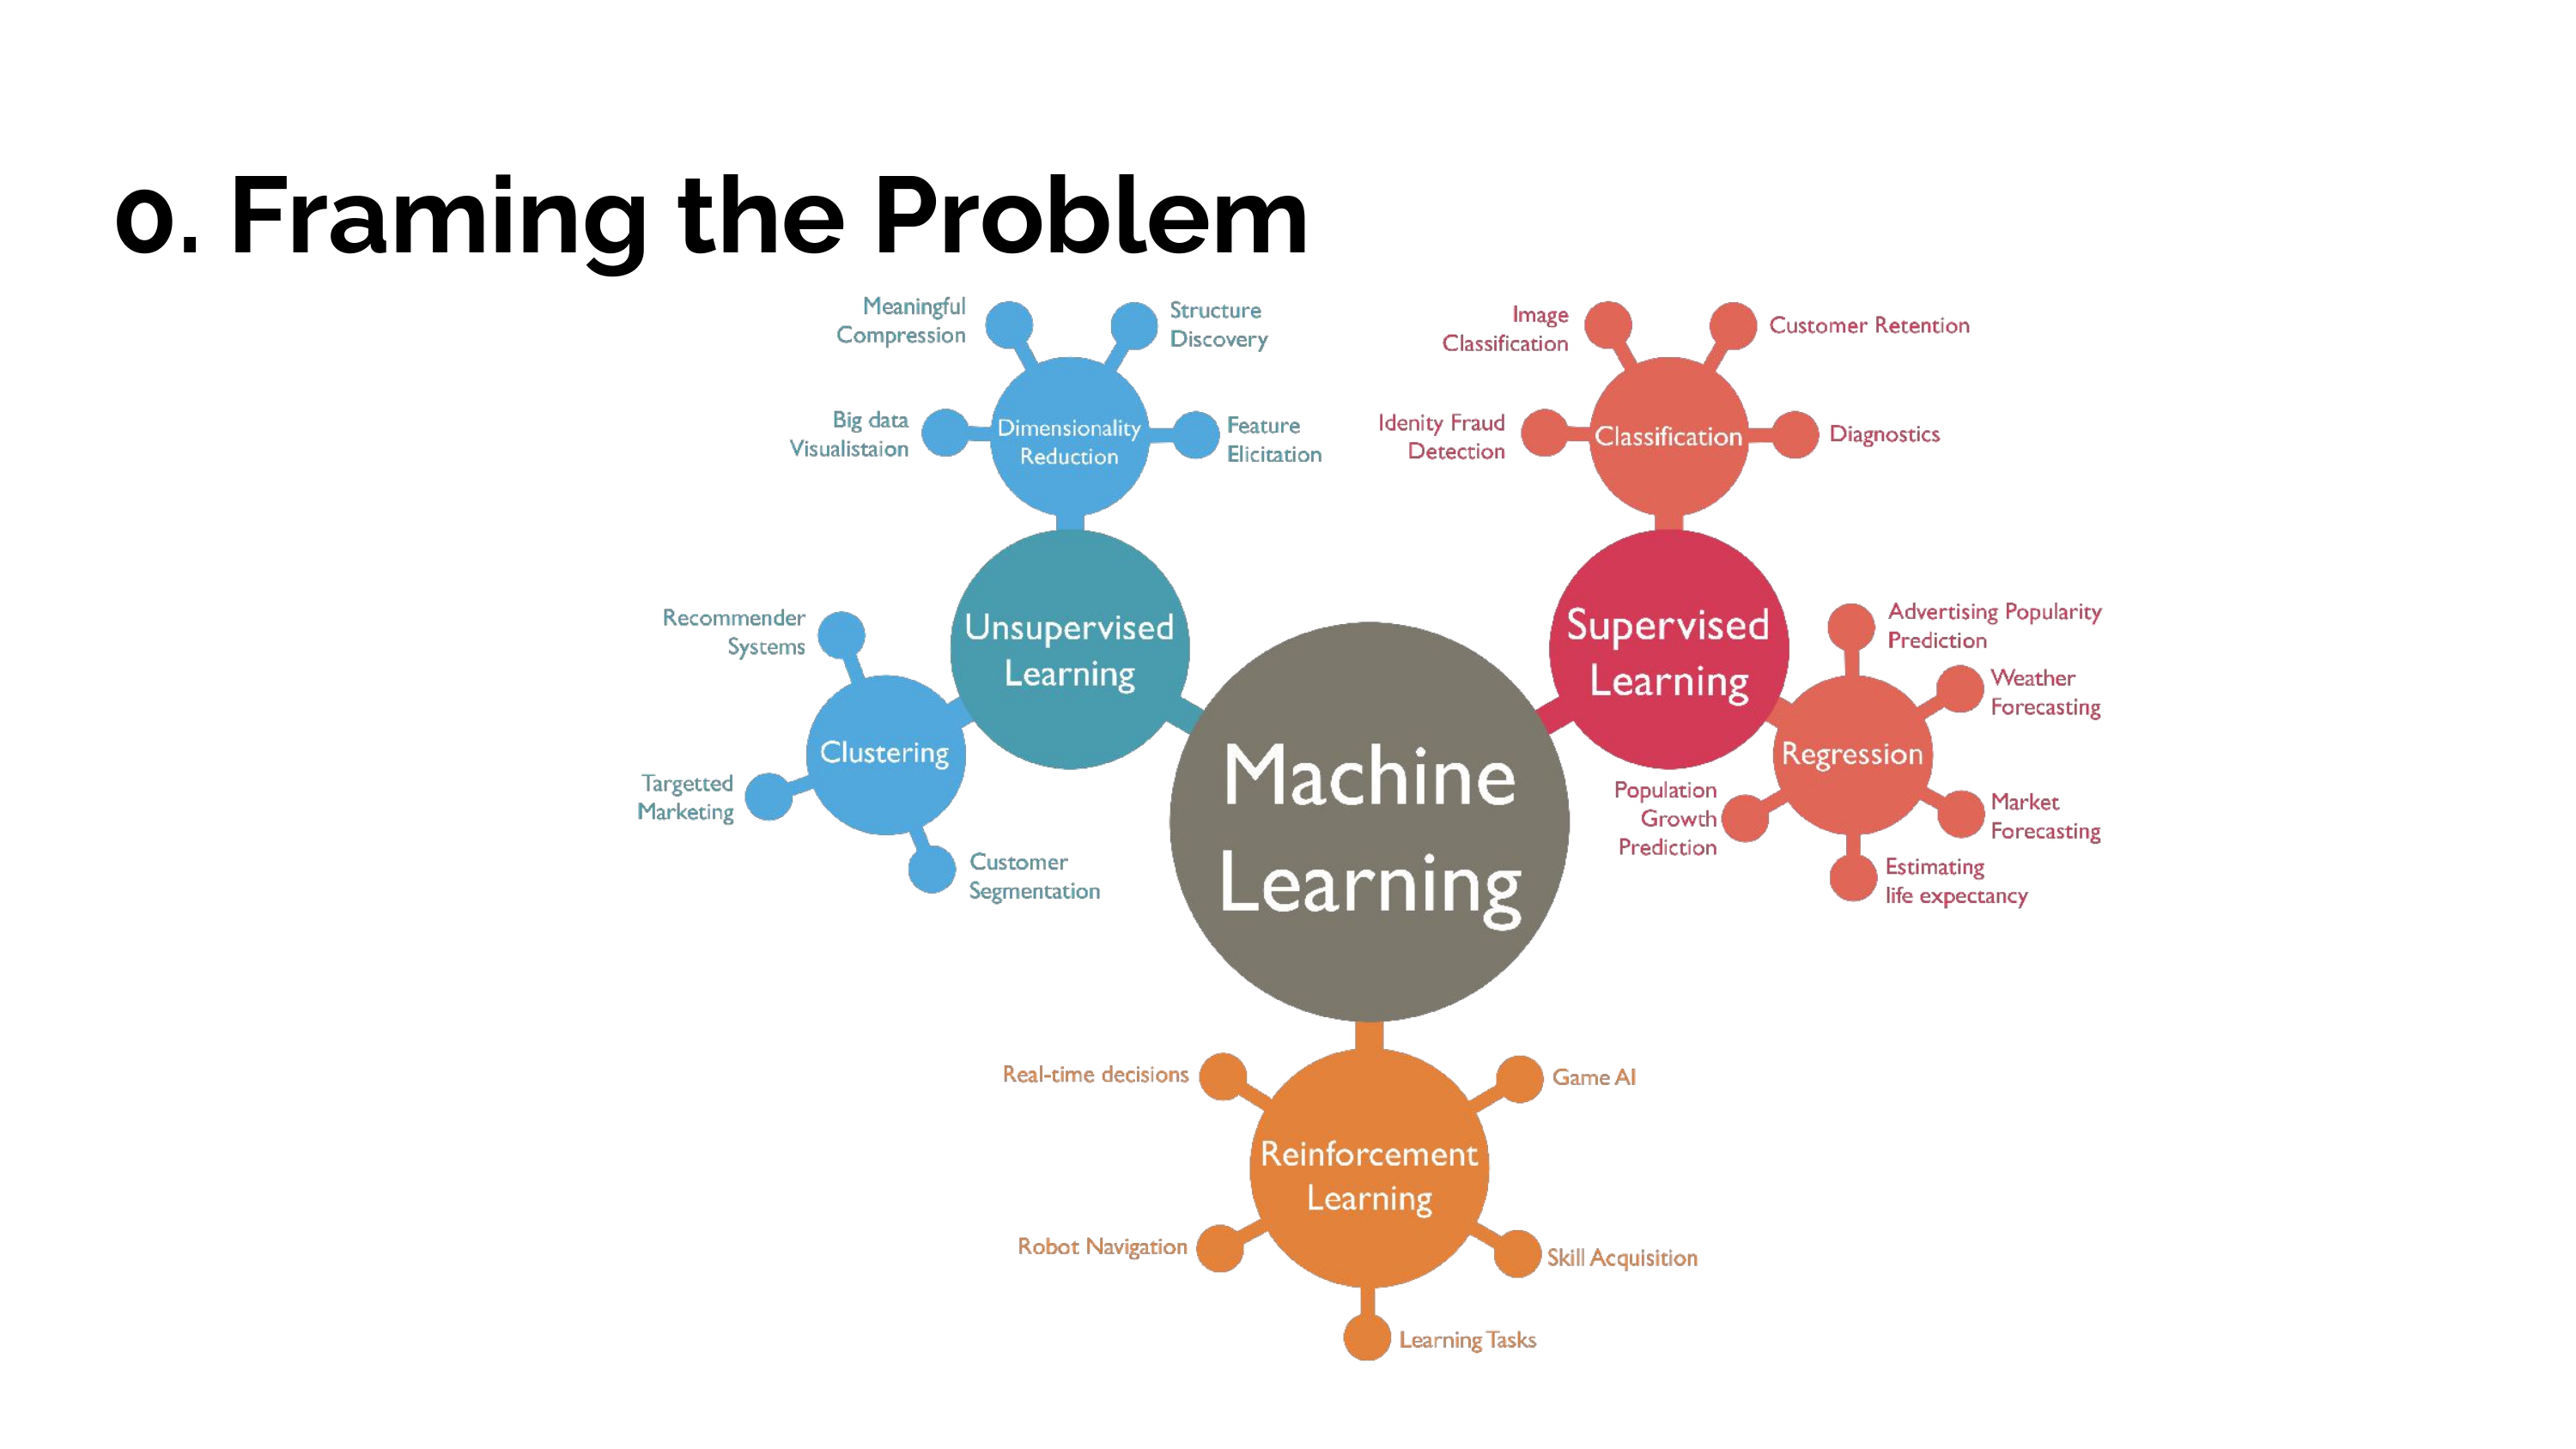 0. Framing the Problem
Meaningful
Compression
Structure
Discovery
Big data
Visualistaion
Dimensionality
Reduction
Feature
Elicitation
Image
Classification
Customer Retention
Idenity Fraud
Detection
Classification
Diagnostics
Unsupervised
Learning
Recommender
Systems
Clustering
Targetted
Marketing
Customer
Segmentation
Machine
Learning
Supervised
Learning
Advertising Popularity
Prediction
Weather
Forecasting
Regression
Population
Growth
Prediction
Market
Forecasting
Estimating
life expectancy
Real-time decisions
Game AI
Reinforcement
Learning
Robot Navigation
Skill Acquisition
Learning Tasks